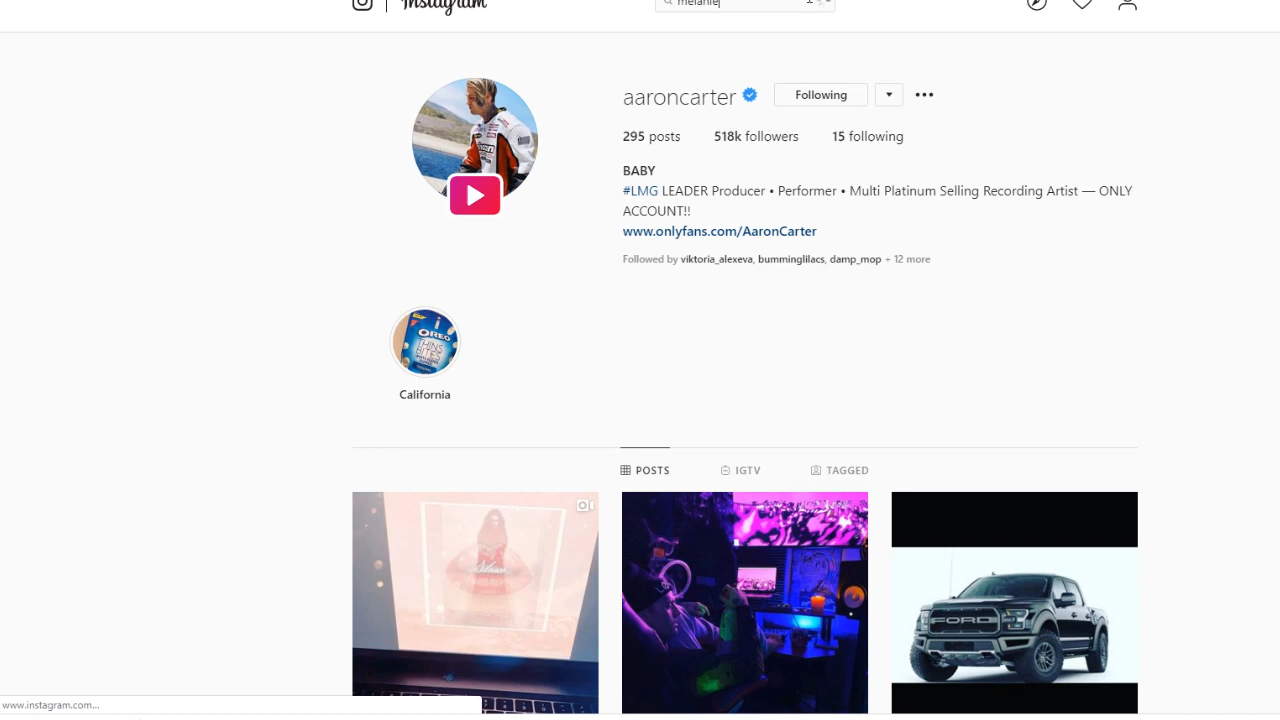 Instagram
melanie
aaroncarter Following
295 posts 518k followers 15 following
BABY
#LMG LEADER Producer • Performer • Multi Platinum Selling Recording Artist — ONLY
ACCOUNT!!
www.onlyfans.com/AaronCarter
Followed by viktoria_alexeva, bumminglilacs, damp_mop + 12 more
OREO
THINS
BITES
California
POSTS IGTV TAGGED
FORD
www.instagram.com...